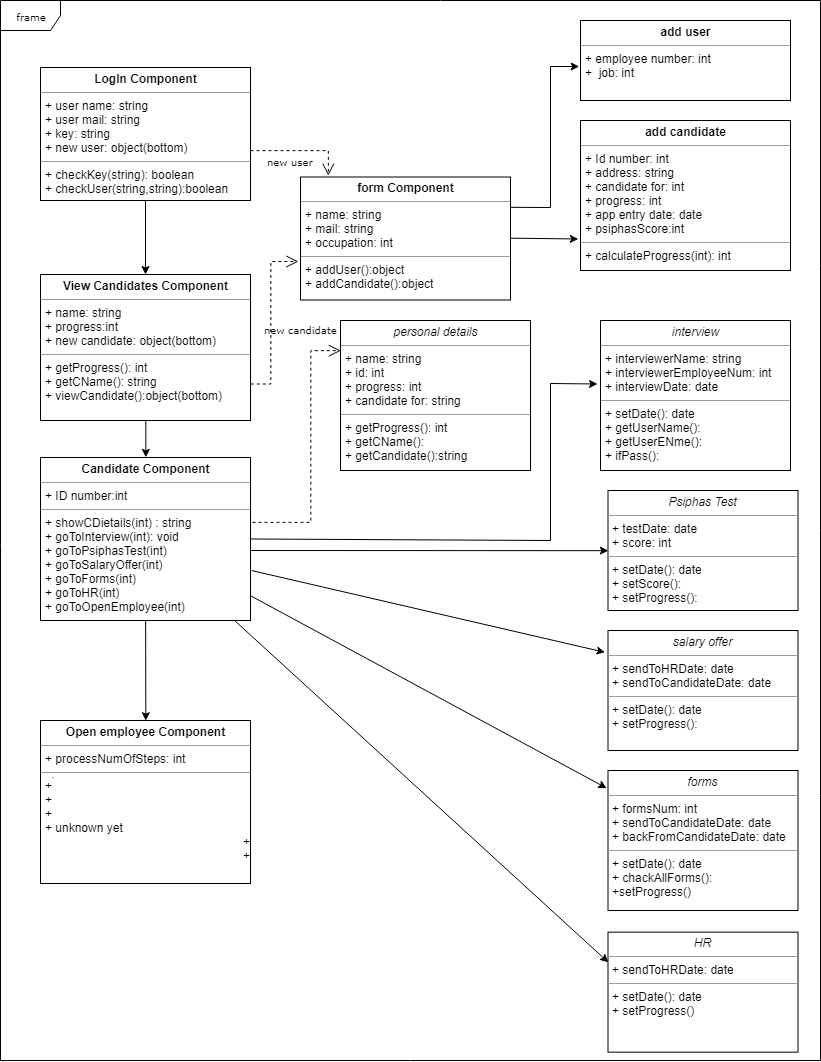 frame
LogIn Component
+ user name: string
+ user mail: string
+ key: string
+ new user: object(bottom)
+ checkKey(string): boolean
+ checkUser(string,string):boolean
new user
form Component
+ name: string
+ mail: string
+ occupation: int
+ addUser():object
+ addCandidate():object
add user
+ employee number: int
+ job: int
add candidate
+ Id number: int
+ address: string
+ candidate for: int
+ progress: int
+ app entry date: date
+ psiphasScore:int
+ calculateProgress(int): int
View Candidates Component
+ name: string
+ progress:int
+ new candidate: object(bottom)
+ getProgress(): int
+ getCName(): string
+ viewCandidate():object(bottom)
new candidate
personal details
+ name: string
+ id: int
+ progress: int
+ candidate for: string
+ getProgress(): int
+ getCName():
+ getCandidate():string
interview
+ interviewerName: string
+ interviewerEmployeeNum: int
+ interviewDate: date
+ setDate(): date
+ getUserName():
+ getUserENme():
+ ifPass():
Candidate Component
+ ID number:int
+ showCDietails(int) : string
+ goToInterview(int): void
+ goToPsiphasTest(int)
+ goToSalaryOffer(int)
+ goToForms(int)
+ goToHR(int)
+ goToOpenEmployee(int)
Psiphas Test
+ testDate: date
+ score: int
+ setDate(): date
+ setScore():
+ setProgress():
salary offer
+ sendToHRDate: date
+ sendToCandidateDate: date
+ setDate(): date
+ setProgress():
Open employee Component
+ processNumOfSteps: int
+
+
+
+ unknown yet
+
+
forms
+ formsNum: int
+ sendToCandidateDate: date
+ backFromCandidateDate: date
+ setDate(): date
+ chackAllForms():
+setProgress()
HR
+ sendToHRDate: date
+ setDate(): date
+ setProgress()